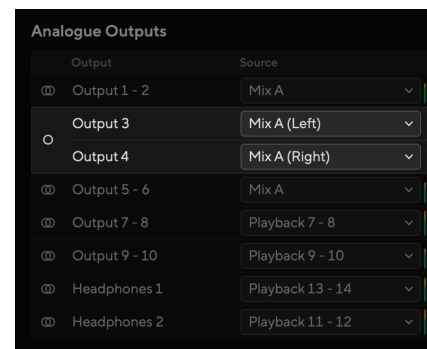 Analogue Outputs
Output Source
Output 1 - 2 Mix A
Output 3 Mix A (Left)
Output 4 Mix A (Right)
Output 5 - 6 Mix A
Output 7 - 8 Playback 7 - 8
Output 9 - 10 Playback 9 - 10
Headphones 1 Playback 13 - 14
Headphones 2 Playback 11 - 12